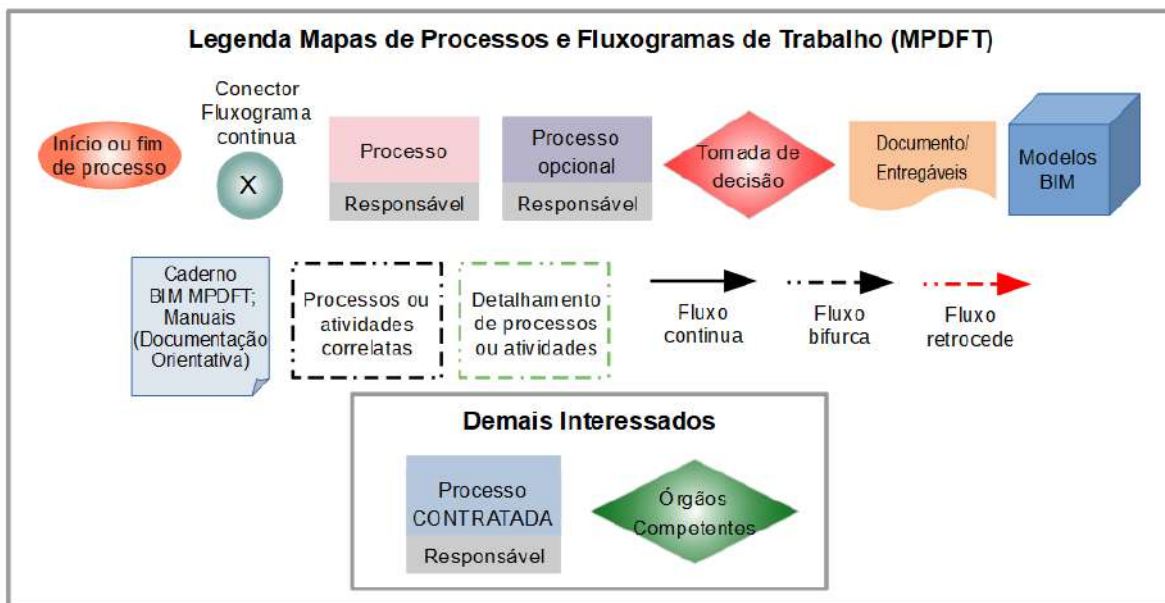 Legenda Mapas de Processos e Fluxogramas de Trabalho (MPDFT)
Início ou fim
de processo
Conector
Fluxograma
continua
X
Processo
Responsável
Processo
opcional
Responsável
Tomada de
decisão
Documento/
Entregáveis
Modelos
BIM
Caderno
BIM MPDFT;
Manuais
(Documentação
Orientativa)
Processos ou
atividades
correlatas
Detalhamento
de processos
ou atividades
Fluxo
continua
Fluxo
bifurca
Fluxo
retrocede
Demais Interessados
Processo
CONTRATADA
Responsável
Órgãos
Competentes